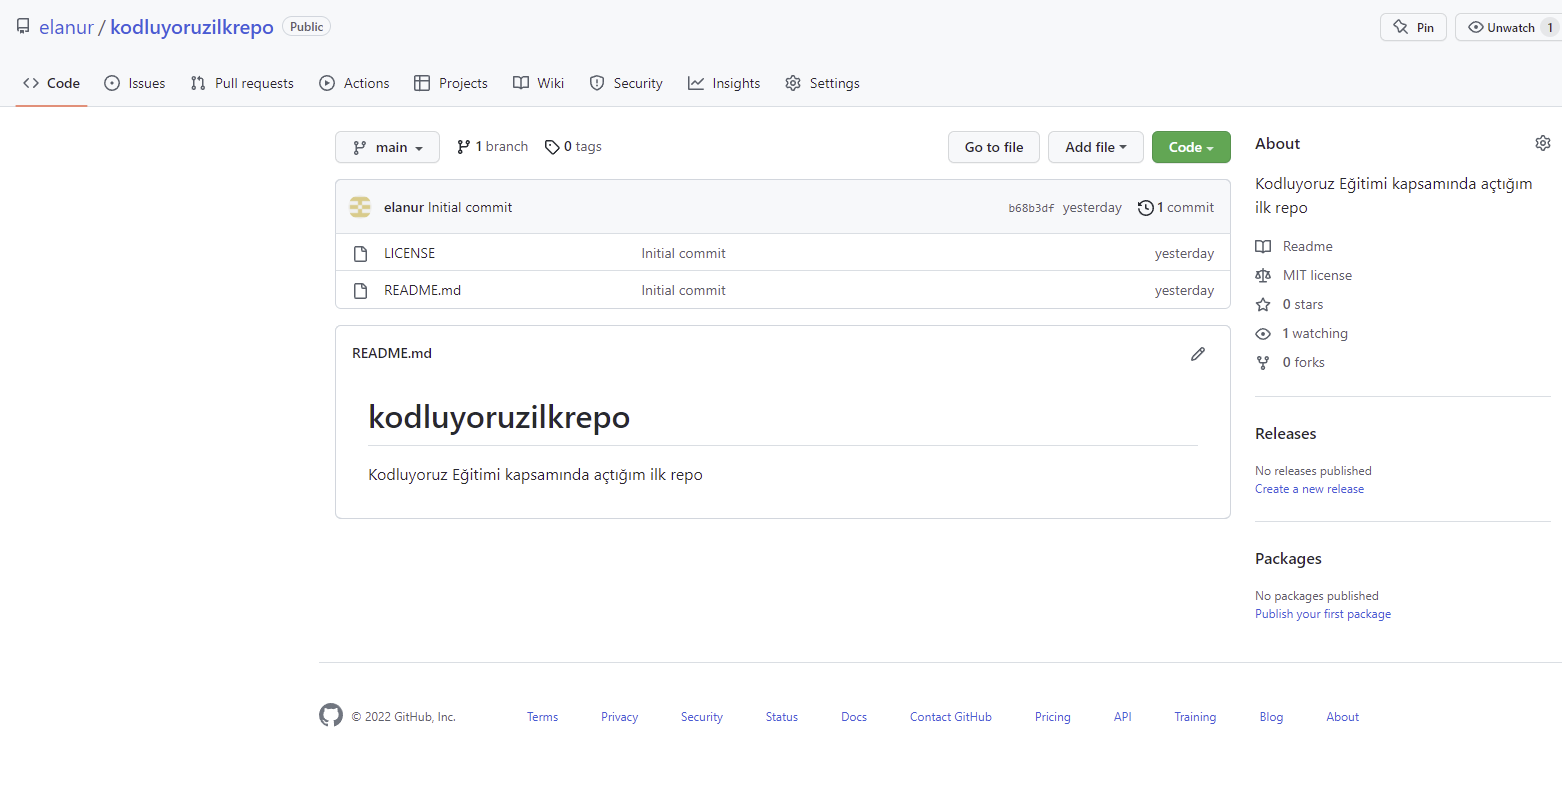 elanur / kodluyoruzilkrepo Public
Pin Unwatch 1
Code Issues Pull requests Actions Projects Wiki Security Insights Settings
main 1 branch 0 tags Go to file Add file Code
elanur Initial commit b68b3df yesterday 1 commit
LICENSE Initial commit yesterday
README.md Initial commit yesterday
README.md
kodluyoruzilkrepo
Kodluyoruz Eğitimi kapsamında açtığım ilk repo
About
Kodluyoruz Eğitimi kapsamında açtığım
ilk repo
Readme
MIT license
0 stars
1 watching
0 forks
Releases
No releases published
Create a new release
Packages
No packages published
Publish your first package
© 2022 GitHub, Inc. Terms Privacy Security Status Docs Contact GitHub Pricing API Training Blog About